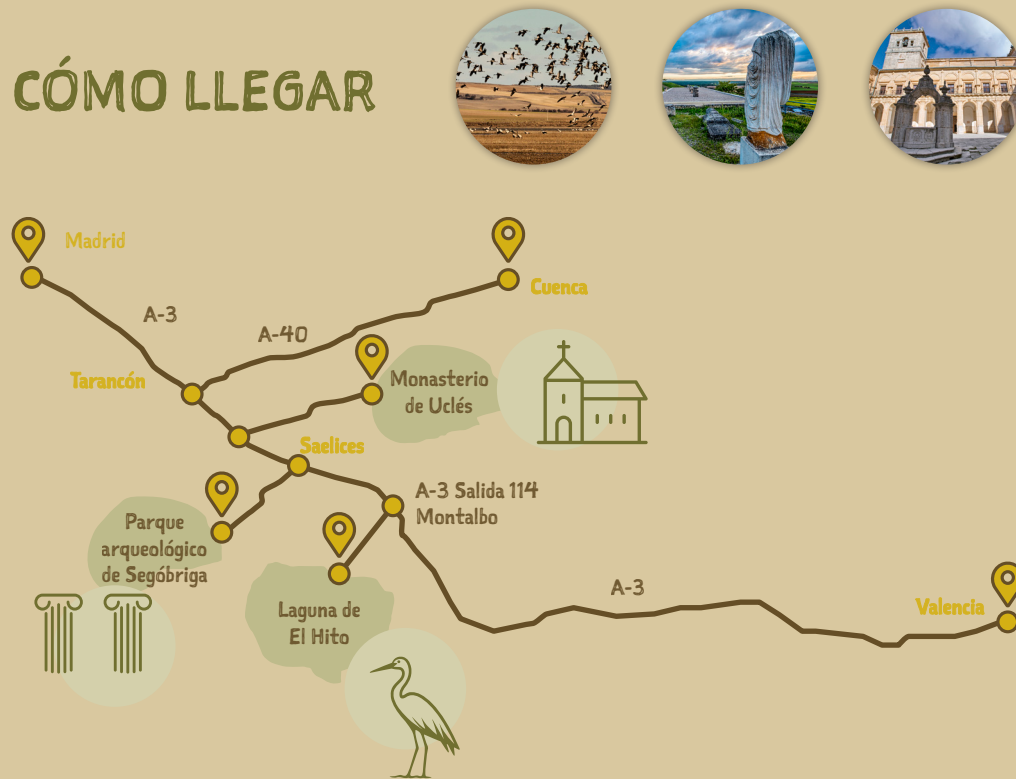 CÓMO LLEGAR
Madrid
Cuenca
A-3
A-40
Tarancón
Monasterio
de Uclés
Saelices
A-3 Salida 114
Montalbo
Parque
arqueológico
de Segóbriga
A-3
Valencia
Laguna de
El Hito